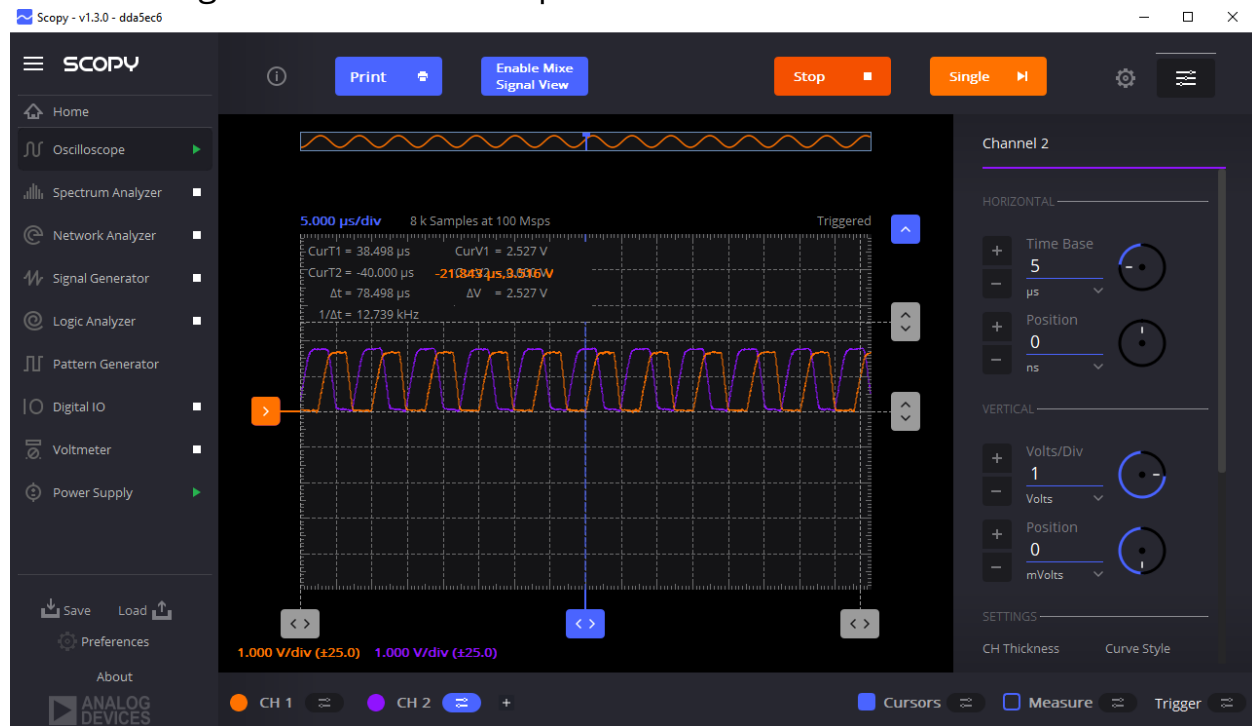 Scopy - v1.3.0 - dda5ec6
SCOPY
Print
Enable Mixe
Signal View
Stop
Single
Home
Oscilloscope
Spectrum Analyzer
Network Analyzer
Signal Generator
Logic Analyzer
Pattern Generator
Digital IO
Voltmeter
Power Supply
Save Load
Preferences
About
ANALOG
DEVICES
5.000 µs/div 8 k Samples at 100 Msps Triggered
CurT1 = 38.498 µs CurV1 = 2.527 V
CurT2 = -40.000 µs
Δt = 78.498 µs ΔV = 2.527 V
1/Δt = 12.739 kHz
1.000 V/div (±25.0) 1.000 V/div (±25.0)
Channel 2
HORIZONTAL
Time Base
5
µs
Position
0
ns
VERTICAL
Volts/Div
1
Volts
Position
0
mVolts
SETTINGS
CH Thickness Curve Style
CH 1 CH 2 + Cursors Measure Trigger